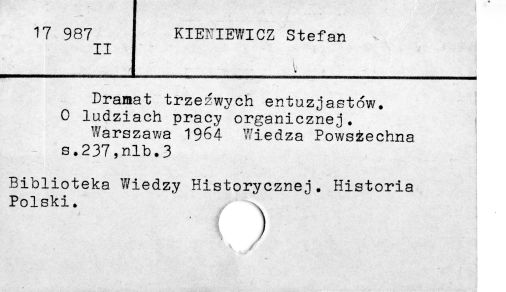 17 987
II
KIENIEWICZ Stefan
Dramat trzeźwych entuzjastów.
O ludziach pracy organicznej.
Warszawa 1964 Wiedza Powszechna
s.237,nlb.3
Biblioteka Wiedzy Historycznej. Historia
Polski.